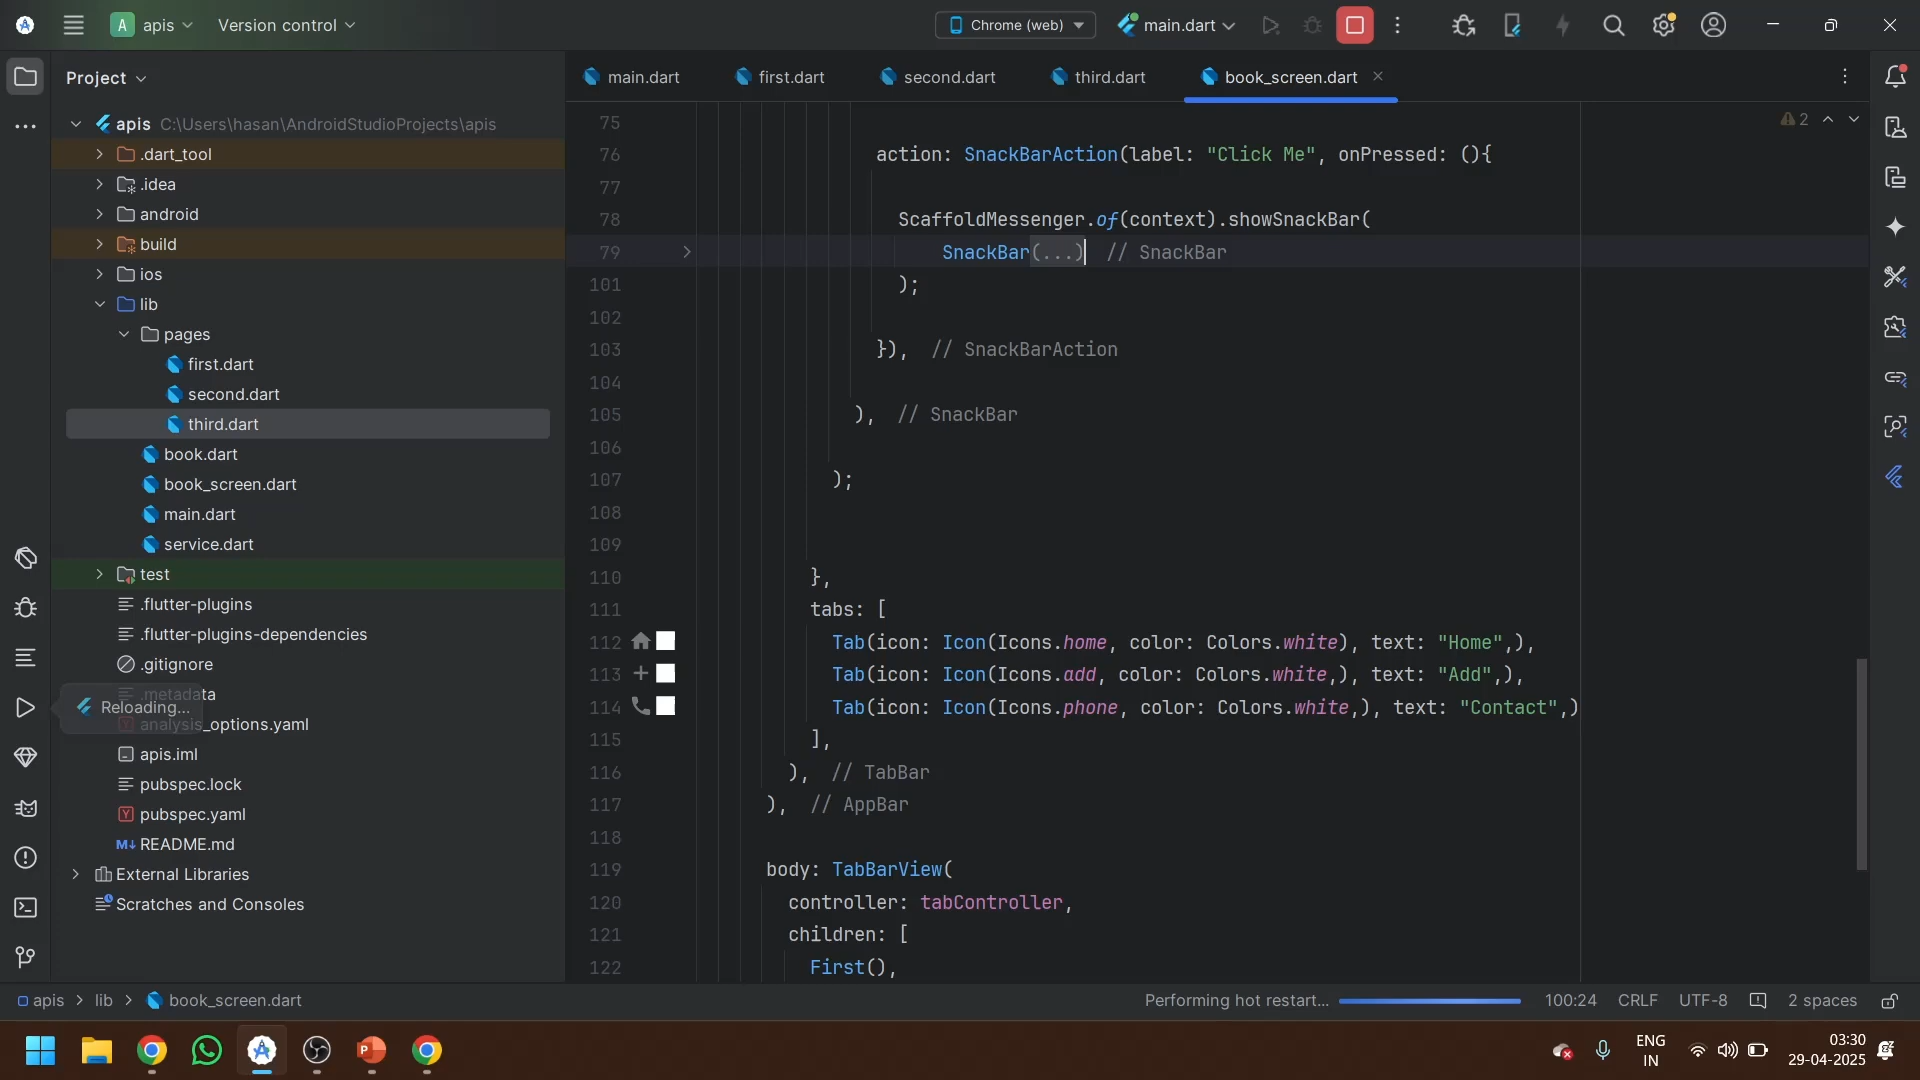 A apis Version control Chrome (web) main.dart
Project
main.dart first.dart second.dart third.dart book_screen.dart
2
apis C:\Users\hasan\AndroidStudioProjects\apis
.dart_tool
.idea
android
build
ios
lib
pages
first.dart
second.dart
third.dart
book.dart
book_screen.dart
main.dart
service.dart
test
.flutter-plugins
.flutter-plugins-dependencies
.gitignore
.metadata
Reloading...
analysis_options.yaml
apis.iml
pubspec.lock
pubspec.yaml
README.md
External Libraries
Scratches and Consoles
75
76 action: SnackBarAction(label: "Click Me", onPressed: (){
77
78 ScaffoldMessenger.of(context).showSnackBar(
79 SnackBar(...) // SnackBar
101 );
102
103 }), // SnackBarAction
104
105 ), // SnackBar
106
107 );
108
109
110 },
111 tabs: [
112 Tab(icon: Icon(Icons.home, color: Colors.white), text: "Home",),
113 Tab(icon: Icon(Icons.add, color: Colors.white,), text: "Add",),
114 Tab(icon: Icon(Icons.phone, color: Colors.white,), text: "Contact",)
115 ],
116 ), // TabBar
117 ), // AppBar
118
119 body: TabBarView(
120 controller: tabController,
121 children: [
122 First(),
apis > lib > book_screen.dart Performing hot restart... 100:24 CRLF UTF-8 2 spaces
ENG
IN
03:30
29-04-2025